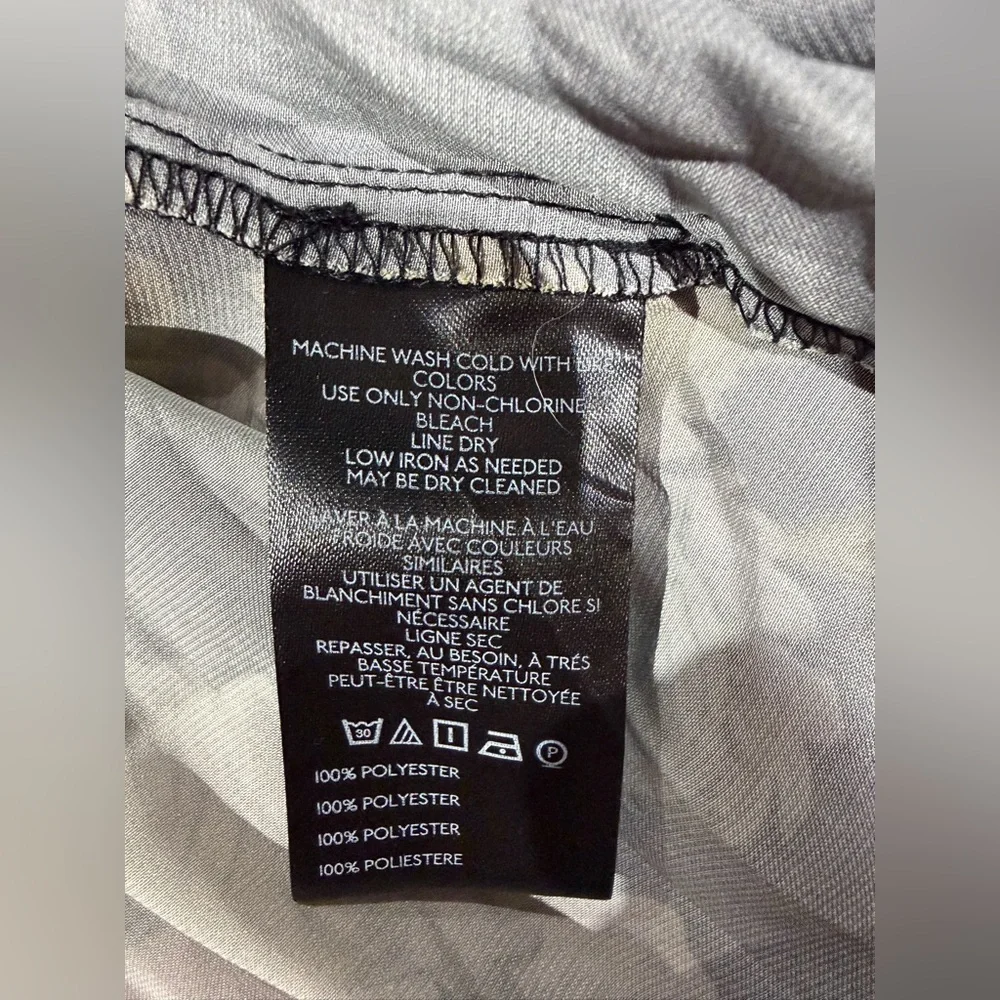 MACHINE WASH COLD WITH LIKE
COLORS
USE ONLY NON-CHLORINE
BLEACH
LINE DRY
LOW IRON AS NEEDED
MAY BE DRY CLEANED
LAVER À LA MACHINE À L'EAU
FROIDE AVEC COULEURS
SIMILAIRES
UTILISER UN AGENT DE
BLANCHIMENT SANS CHLORE SI
NÉCESSAIRE
LIGNE SEC
REPASSER, AU BESOIN, À TRÉS
BASSE TEMPÉRATURE
PEUT-ÊTRE ÊTRE NETTOYÉE
À SEC
30 P
100% POLYESTER
100% POLYESTER
100% POLYESTER
100% POLIESTERE